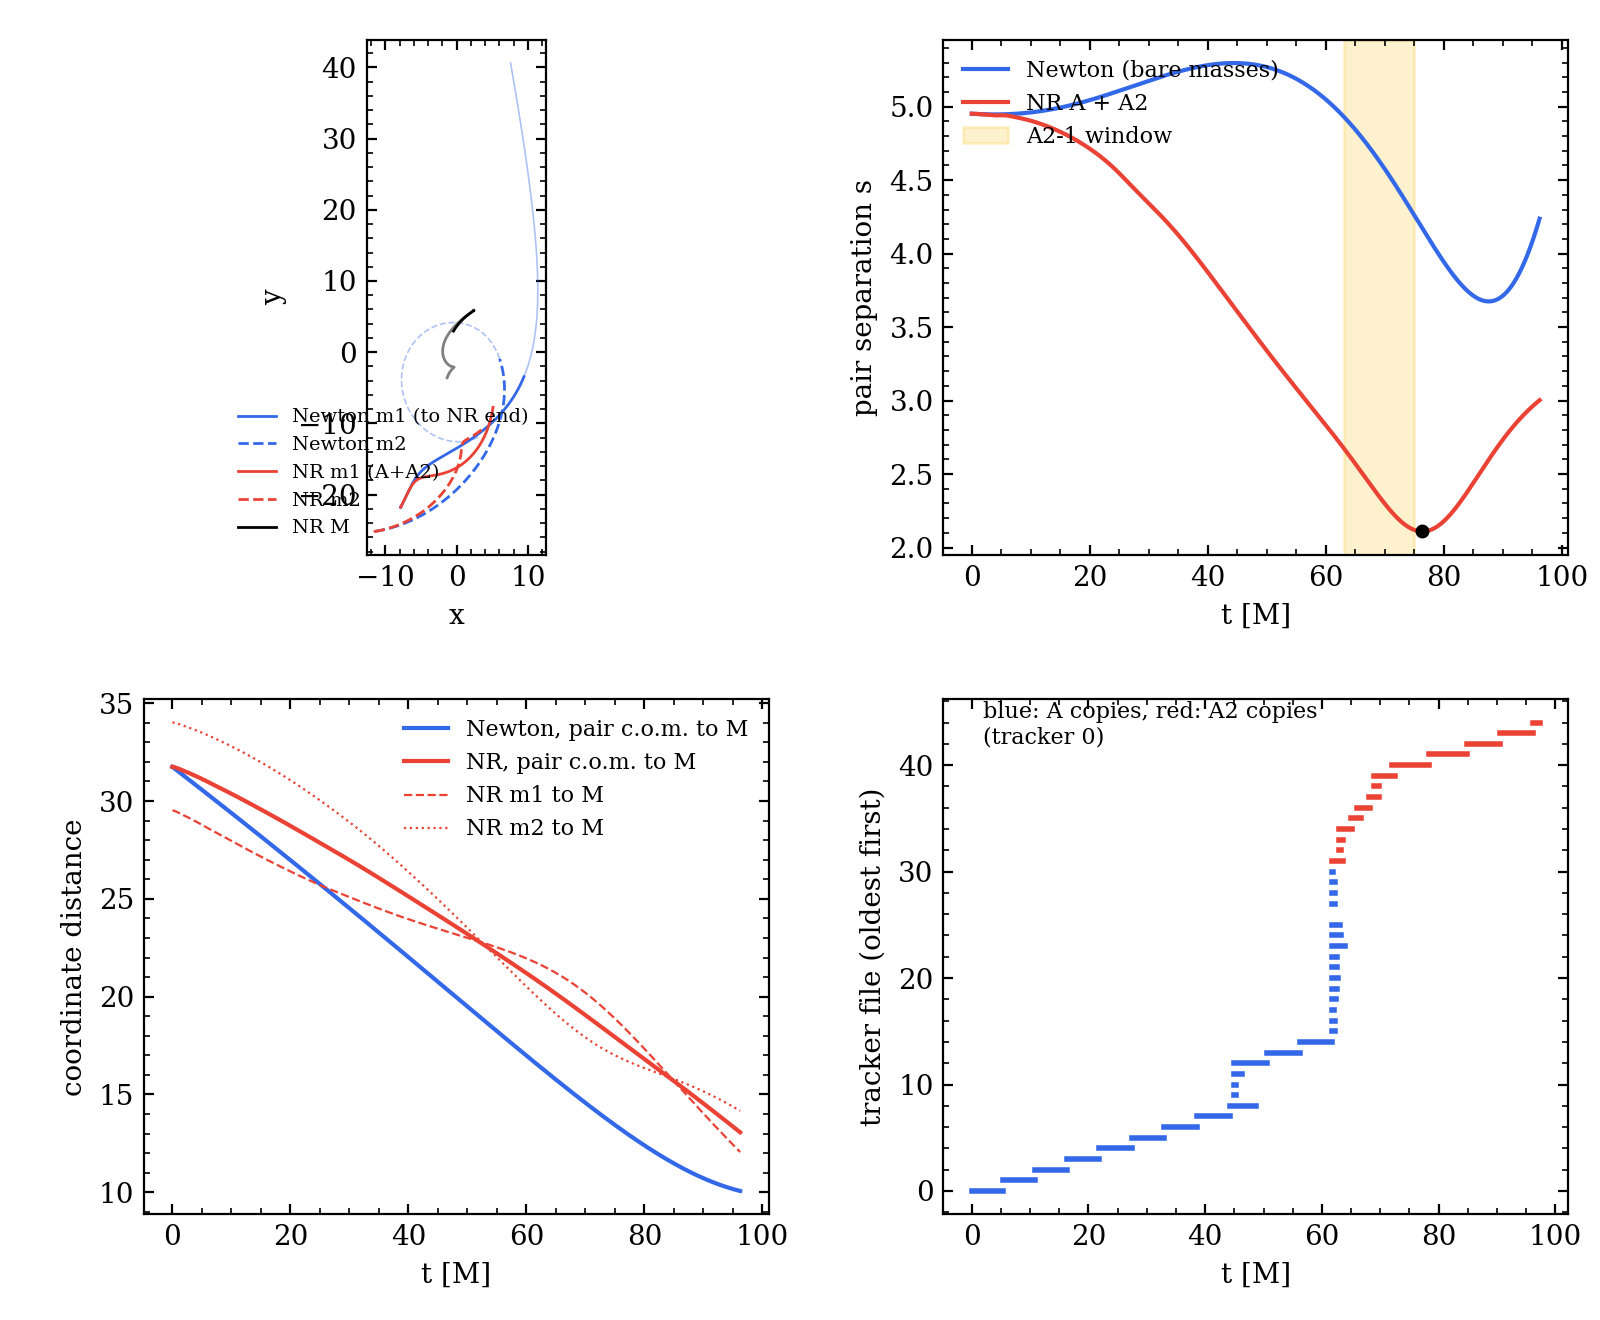 40
30
20
10
0
−10
−20
y
Newton m1 (to NR end)
Newton m2
NR m1 (A+A2)
NR m2
NR M
−10 0 10
x
Newton (bare masses)
NR A + A2
A2-1 window
5.0
4.5
4.0
3.5
3.0
2.5
2.0
pair separation s
0 20 40 60 80 100
t [M]
35
30
25
20
15
10
coordinate distance
Newton, pair c.o.m. to M
NR, pair c.o.m. to M
NR m1 to M
NR m2 to M
0 20 40 60 80 100
t [M]
blue: A copies, red: A2 copies
(tracker 0)
40
30
20
10
0
tracker file (oldest first)
0 20 40 60 80 100
t [M]